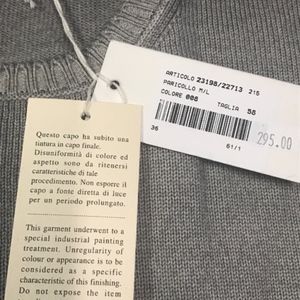 ARTICOLO 23198/22713 215
PARICOLLO M/L
COLORE 008 TAGLIA 58
36 61/1
295.00
Questo capo ha subito una
tintura in capo finale.
Disuniformità di colore ed
aspetto sono da ritenersi
caratteristiche di tale
procedimento. Non esporre il
capo a fonte diretta di luce
per un periodo prolungato.
This garment underwent to a
special industrial painting
treatment. Unregularity of
colour or appearance is to be
considered as a specific
characteristic of this finishing.
Do not expose the item